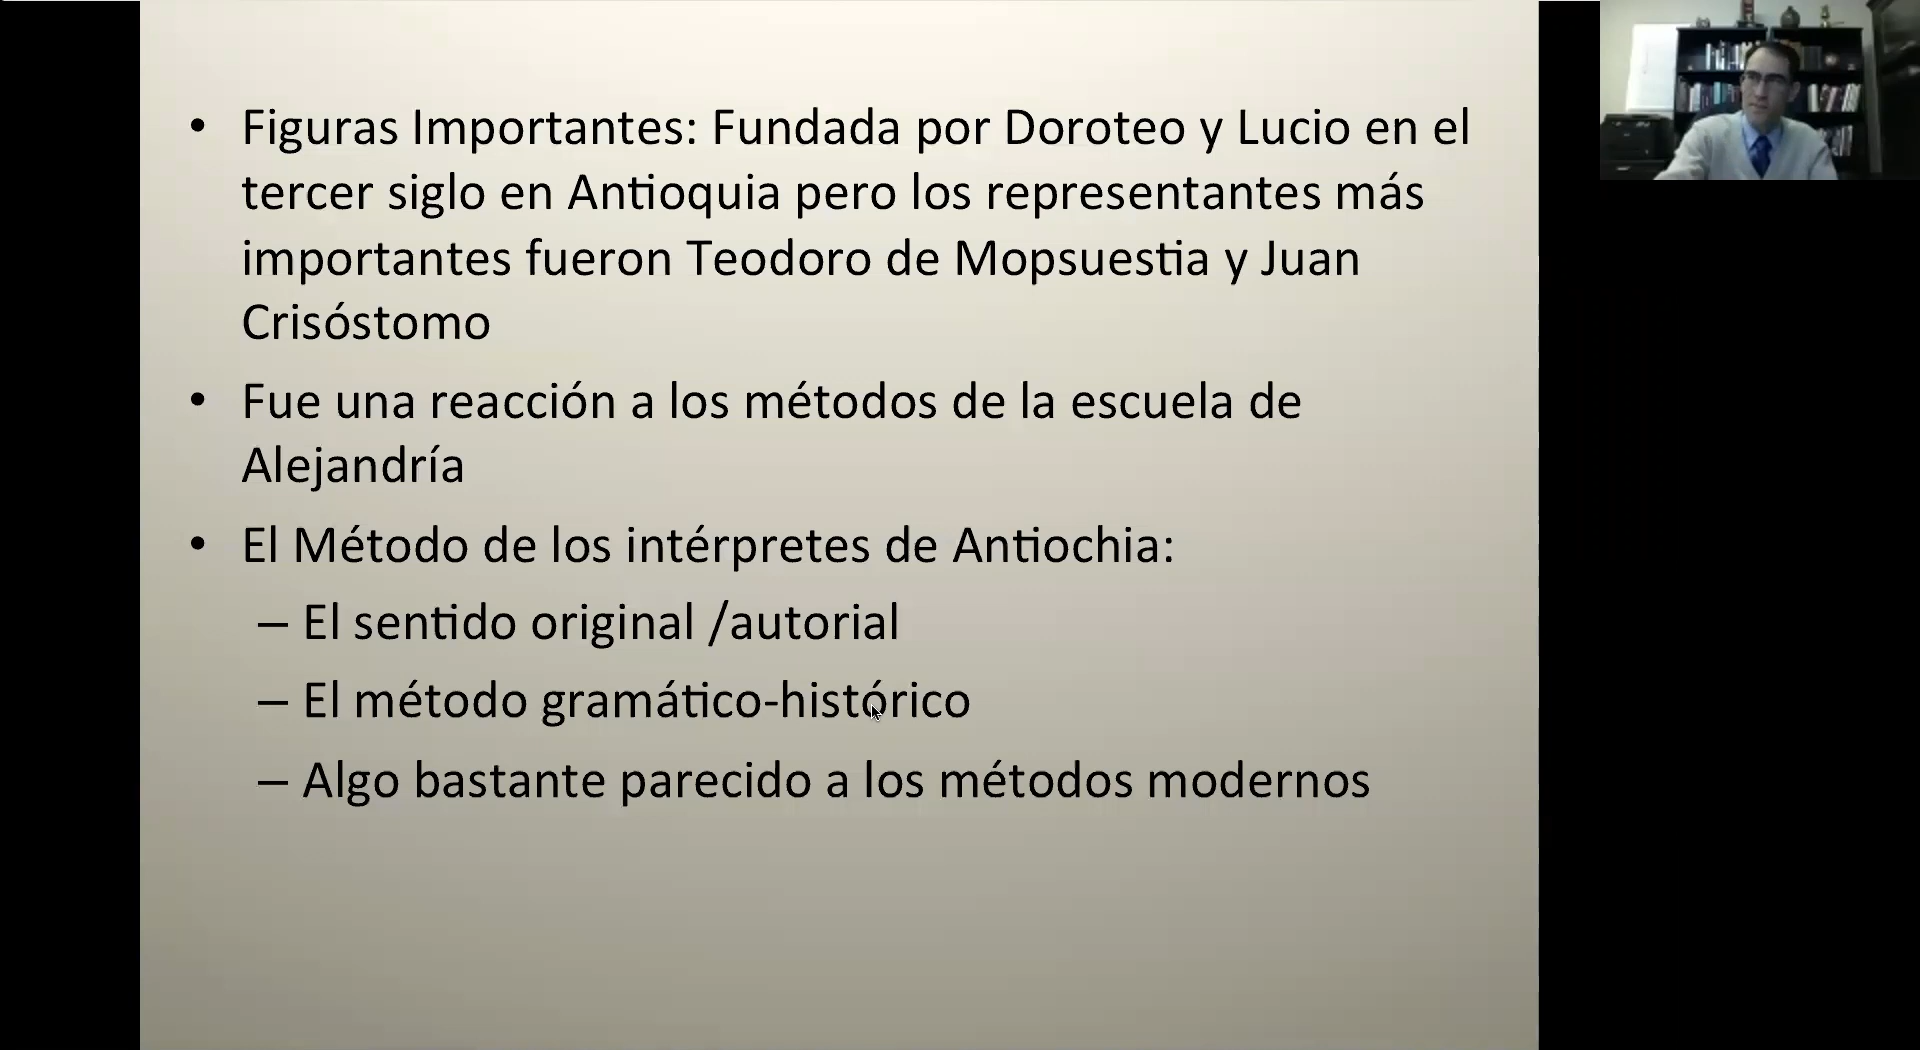 • Figuras Importantes: Fundada por Doroteo y Lucio en el
tercer siglo en Antioquia pero los representantes más
importantes fueron Teodoro de Mopsuestia y Juan
Crisóstomo
• Fue una reacción a los métodos de la escuela de
Alejandría
• El Método de los intérpretes de Antiochia:
– El sentido original /autorial
– El método gramático-histórico
– Algo bastante parecido a los métodos modernos